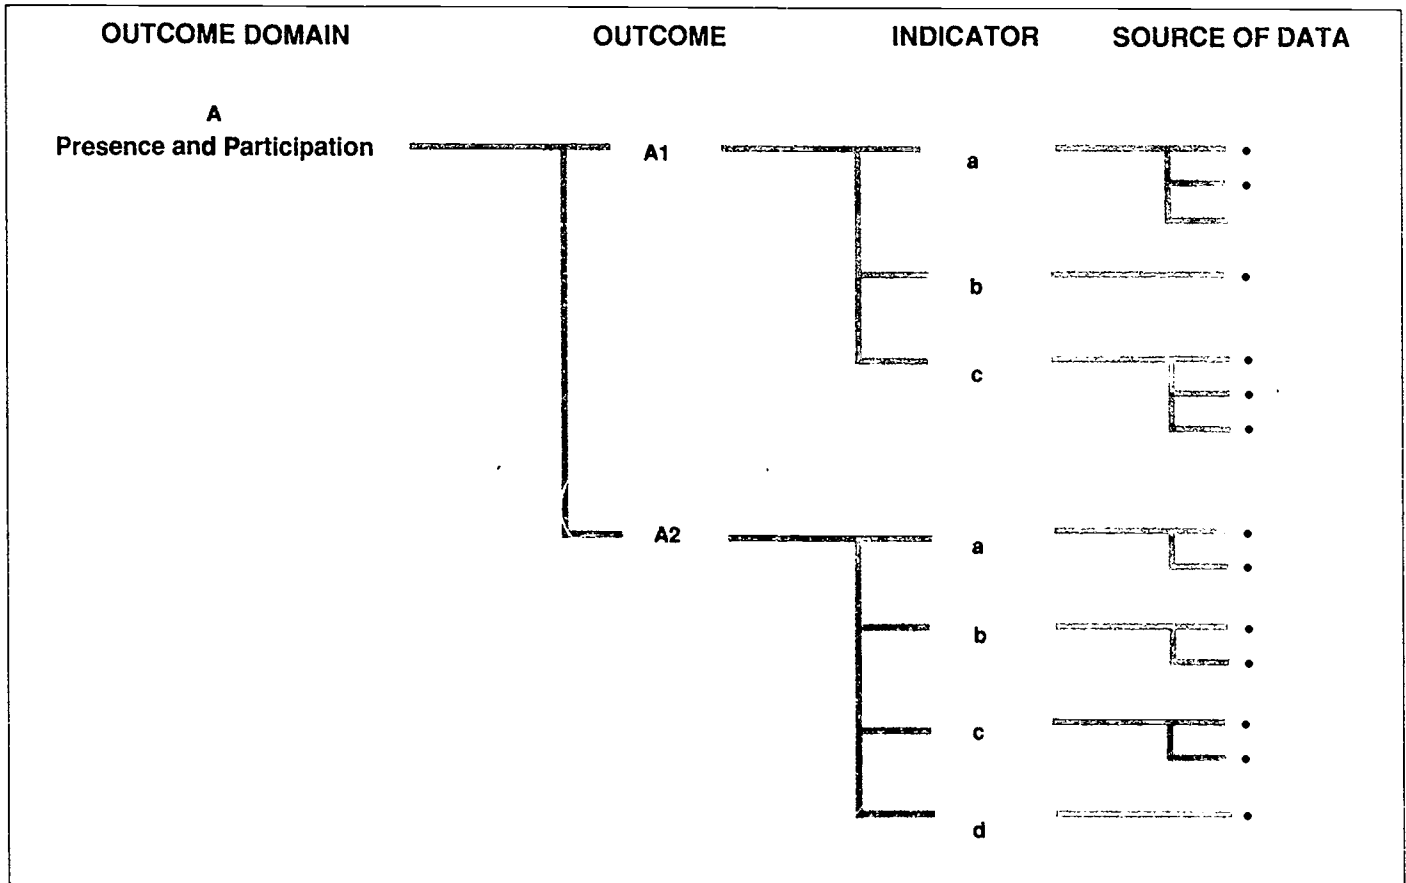 OUTCOME DOMAIN OUTCOME INDICATOR SOURCE OF DATA
A
Presence and Participation A1 a •
•
b •
c •
•
•
A2 a •
•
b •
•
c •
•
d •